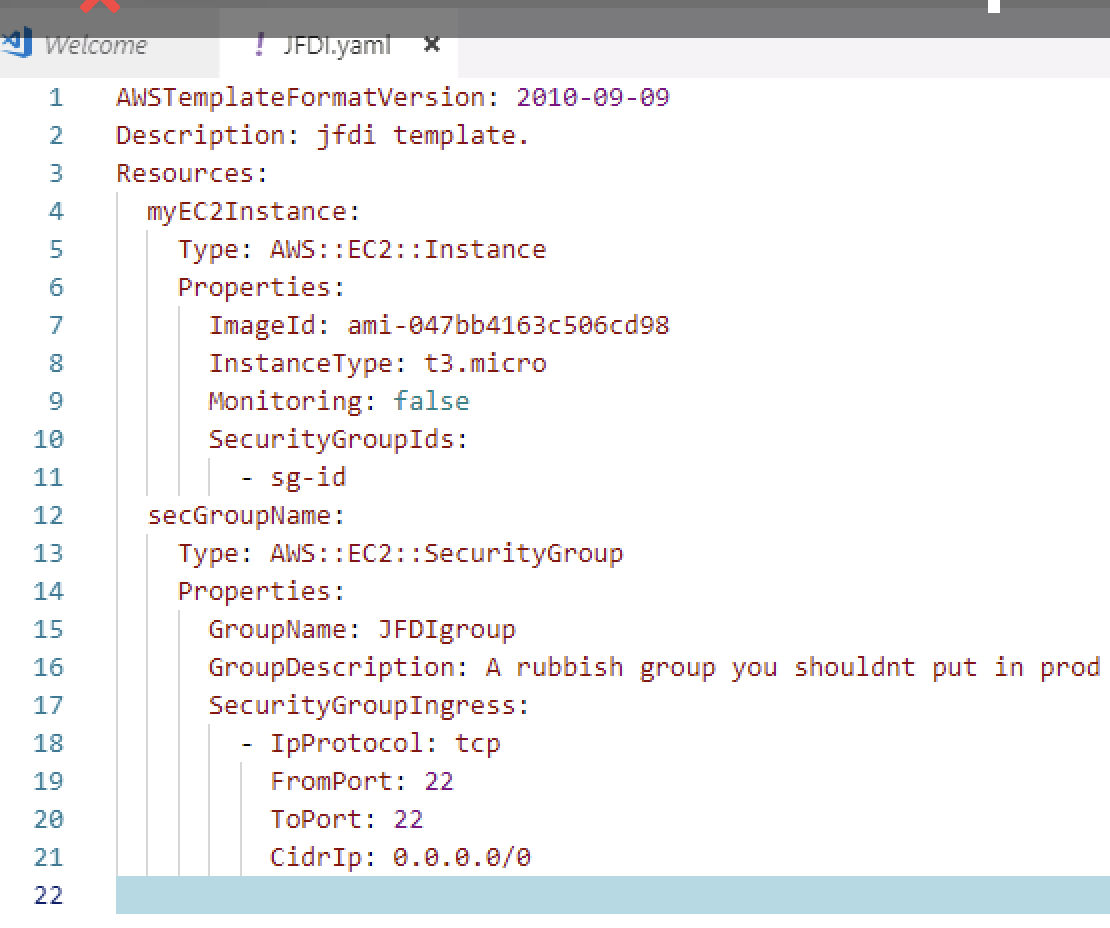 Welcome ! JFDI.yaml ×
1 AWSTemplateFormatVersion: 2010-09-09
2 Description: jfdi template.
3 Resources:
4   myEC2Instance:
5     Type: AWS::EC2::Instance
6     Properties:
7       ImageId: ami-047bb4163c506cd98
8       InstanceType: t3.micro
9       Monitoring: false
10       SecurityGroupIds:
11         - sg-id
12   secGroupName:
13     Type: AWS::EC2::SecurityGroup
14     Properties:
15       GroupName: JFDIgroup
16       GroupDescription: A rubbish group you shouldnt put in prod
17       SecurityGroupIngress:
18         - IpProtocol: tcp
19           FromPort: 22
20           ToPort: 22
21           CidrIp: 0.0.0.0/0
22